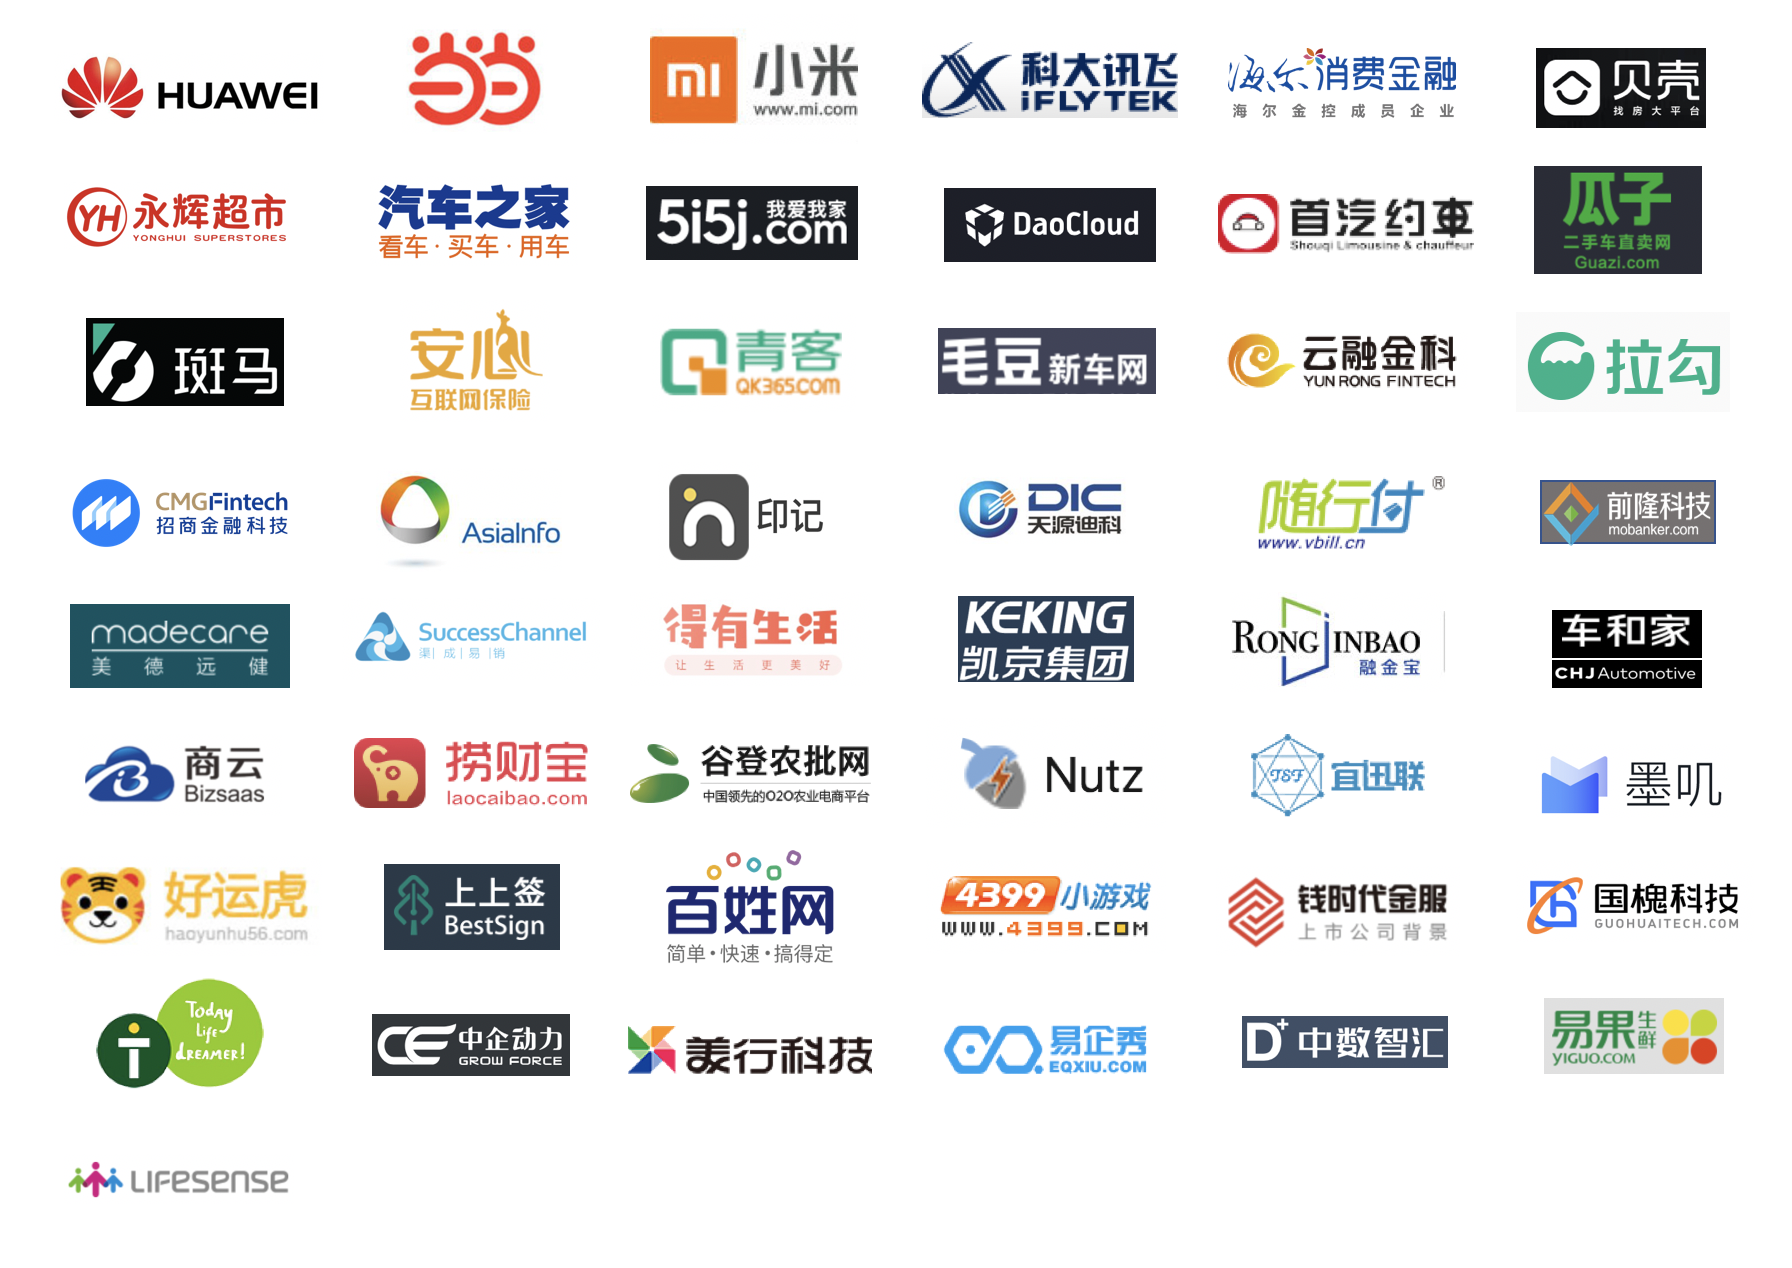 HUAWEI
当当
小米
www.mi.com
科大讯飞
iFLYTEK
海尔消费金融
海尔金控成员企业
贝壳
找房大平台
YH 永辉超市
YONGHUI SUPERSTORES
汽车之家
看车·买车·用车
5i5j.com 我爱我家
DaoCloud
首汽约車
Shouqi Limousine & chauffeur
瓜子
二手车直卖网
Guazi.com
斑马
安心
互联网保险
青客
QK365.COM
毛豆新车网
云融金科
YUN RONG FINTECH
拉勾
CMGFintech
招商金融科技
AsiaInfo
印记
DIC
天源迪科
随行付®
www.vbill.cn
前隆科技
mobanker.com
madecare
美德远健
SuccessChannel
渠|成|易|销
得有生活
让生活更美好
KEKING
凯京集团
RONGJINBAO
融金宝
车和家
CHJ Automotive
商云
Bizsaas
捞财宝
laocaibao.com
谷登农批网
中国领先的O2O农业电商平台
Nutz
宜迅联
墨叽
好运虎
haoyunhu56.com
上上签
BestSign
百姓网
简单·快速·搞得定
4399小游戏
WWW.4399.COM
钱时代金服
上市公司背景
国槐科技
GUOHUAITECH.COM
Today
life
dREAMER!
CE 中企动力
GROW FORCE
美行科技
易企秀
EQXIU.COM
D+ 中数智汇
易果生鲜
YIGUO.COM
LIFESENSE